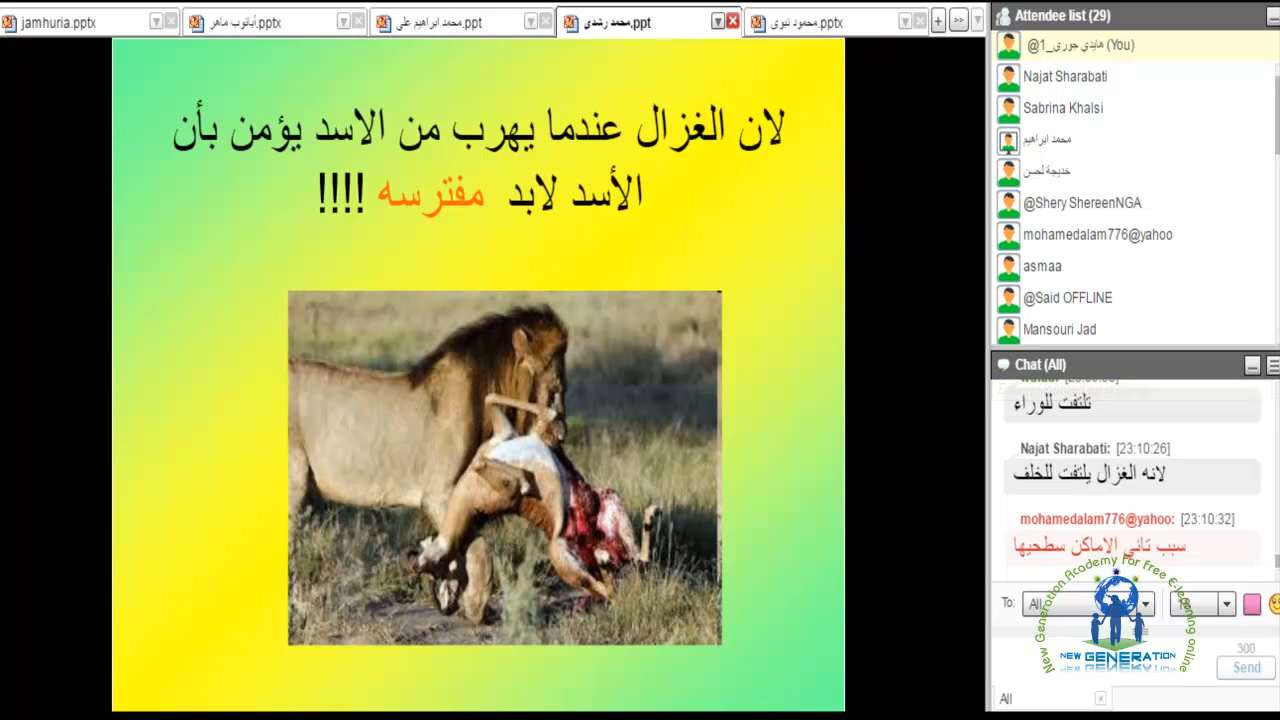 jamhuria.pptx
أبانوب ماهر.pptx
محمد ابراهيم على.ppt
محمد رشدي.ppt
محمود نبوى.pptx
+
>>
لان الغزال عندما يهرب من الاسد يؤمن بأن
الأسد لابد مفترسه !!!!
Attendee list (29)
@هايدي جوري_1 (You)
Najat Sharabati
Sabrina Khalsi
محمد ابراهيم
خديجة لحسن
@Shery ShereenNGA
mohamedalam776@yahoo
asmaa
@Said OFFLINE
Mansouri Jad
Chat (All)
تلتفت للوراء
Najat Sharabati: [23:10:26]
لانه الغزال يلتفت للخلف
mohamedalam776@yahoo: [23:10:32]
سبب تاني الاماكن سطحيها
To: All
300
Send
New Generation Academy For Free E-learning online
NEW GENERATION
All